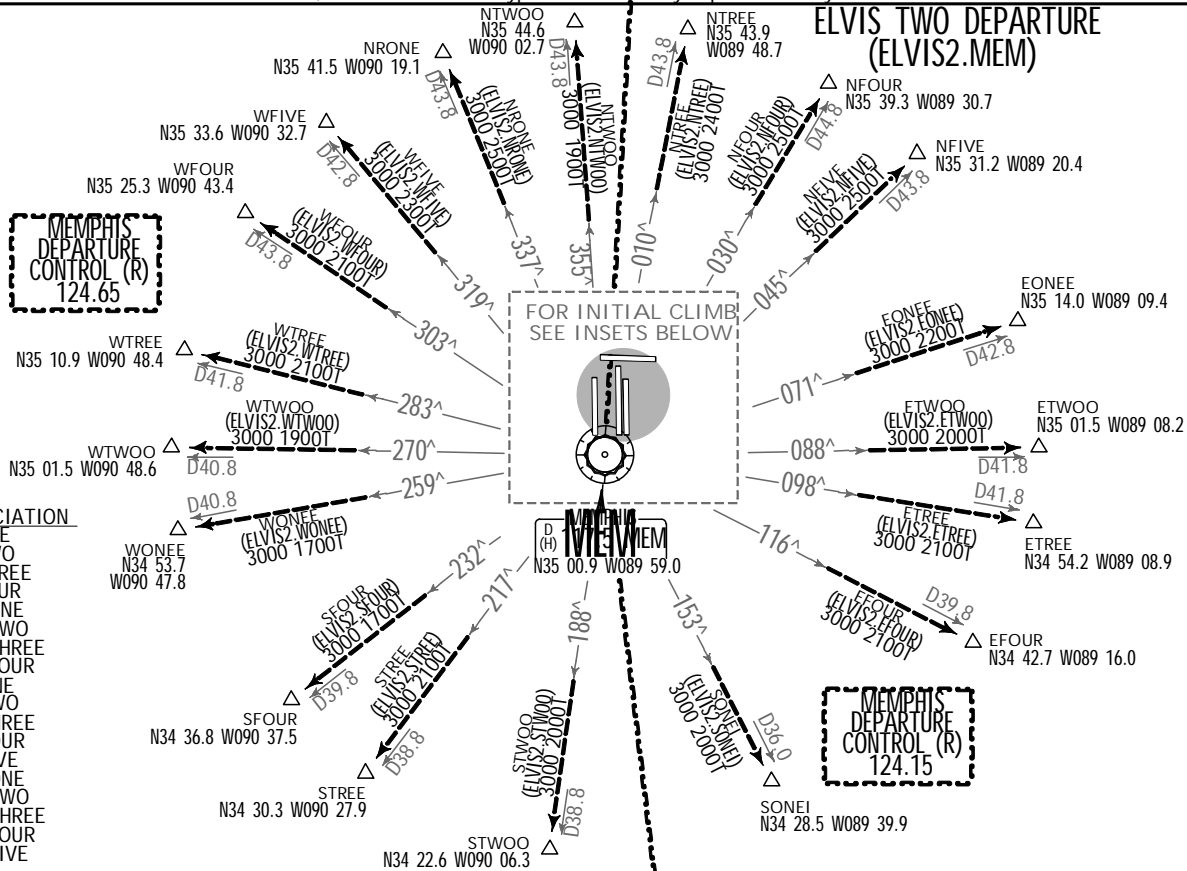 ELVIS TWO DEPARTURE
(ELVIS2.MEM)
NTWOO
N35 44.6
W090 02.7
D43.8
NTWOO
(ELVIS2.NTWOO)
3000 1900T
355^
NTREE
N35 43.9
W089 48.7
D43.8
NTREE
(ELVIS2.NTREE)
3000 2400T
010^
NRONE
N35 41.5 W090 19.1
D43.8
NRONE
(ELVIS2.NRONE)
3000 2500T
337^
NFOUR
N35 39.3 W089 30.7
D44.8
NFOUR
(ELVIS2.NFOUR)
3000 2500T
030^
WFIVE
N35 33.6 W090 32.7
D42.8
WFIVE
(ELVIS2.WFIVE)
3000 2300T
319^
NFIVE
N35 31.2 W089 20.4
D43.8
NFIVE
(ELVIS2.NFIVE)
3000 2500T
045^
WFOUR
N35 25.3 W090 43.4
D43.8
WFOUR
(ELVIS2.WFOUR)
3000 2100T
303^
MEMPHIS
DEPARTURE
CONTROL (R)
124.65
EONEE
N35 14.0 W089 09.4
D42.8
EONEE
(ELVIS2.EONEE)
3000 2200T
071^
FOR INITIAL CLIMB
SEE INSETS BELOW
WTREE
N35 10.9 W090 48.4
D41.8
WTREE
(ELVIS2.WTREE)
3000 2100T
283^
WTWOO
N35 01.5 W090 48.6
D40.8
WTWOO
(ELVIS2.WTWOO)
3000 1900T
270^
ETWOO
N35 01.5 W089 08.2
D41.8
ETWOO
(ELVIS2.ETWOO)
3000 2000T
088^
WONEE
N34 53.7
W090 47.8
D40.8
WONEE
(ELVIS2.WONEE)
3000 1700T
259^
ETREE
N34 54.2 W089 08.9
D41.8
ETREE
(ELVIS2.ETREE)
3000 2100T
098^
D
(H)
MEM
N35 00.9 W089 59.0
EFOUR
N34 42.7 W089 16.0
D39.8
EFOUR
(ELVIS2.EFOUR)
3000 2100T
116^
SFOUR
N34 36.8 W090 37.5
D39.8
SFOUR
(ELVIS2.SFOUR)
3000 1700T
232^
STREE
N34 30.3 W090 27.9
D38.8
STREE
(ELVIS2.STREE)
3000 2100T
217^
STWOO
N34 22.6 W090 06.3
D38.8
STWOO
(ELVIS2.STWOO)
3000 2000T
188^
SONEI
N34 28.5 W089 39.9
D36.0
SONEI
(ELVIS2.SONEI)
3000 2000T
153^
MEMPHIS
DEPARTURE
CONTROL (R)
124.15